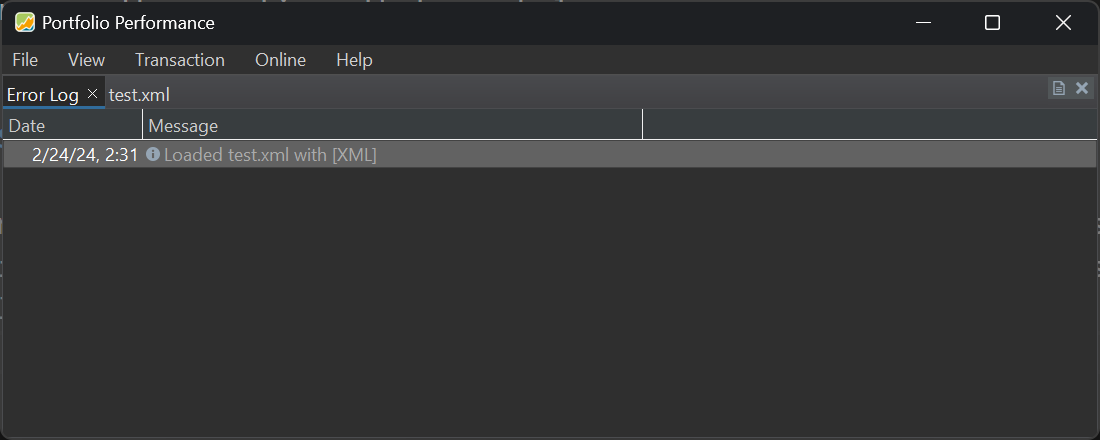 Portfolio Performance
File View Transaction Online Help
Error Log test.xml
Date Message
2/24/24, 2:31 Loaded test.xml with [XML]